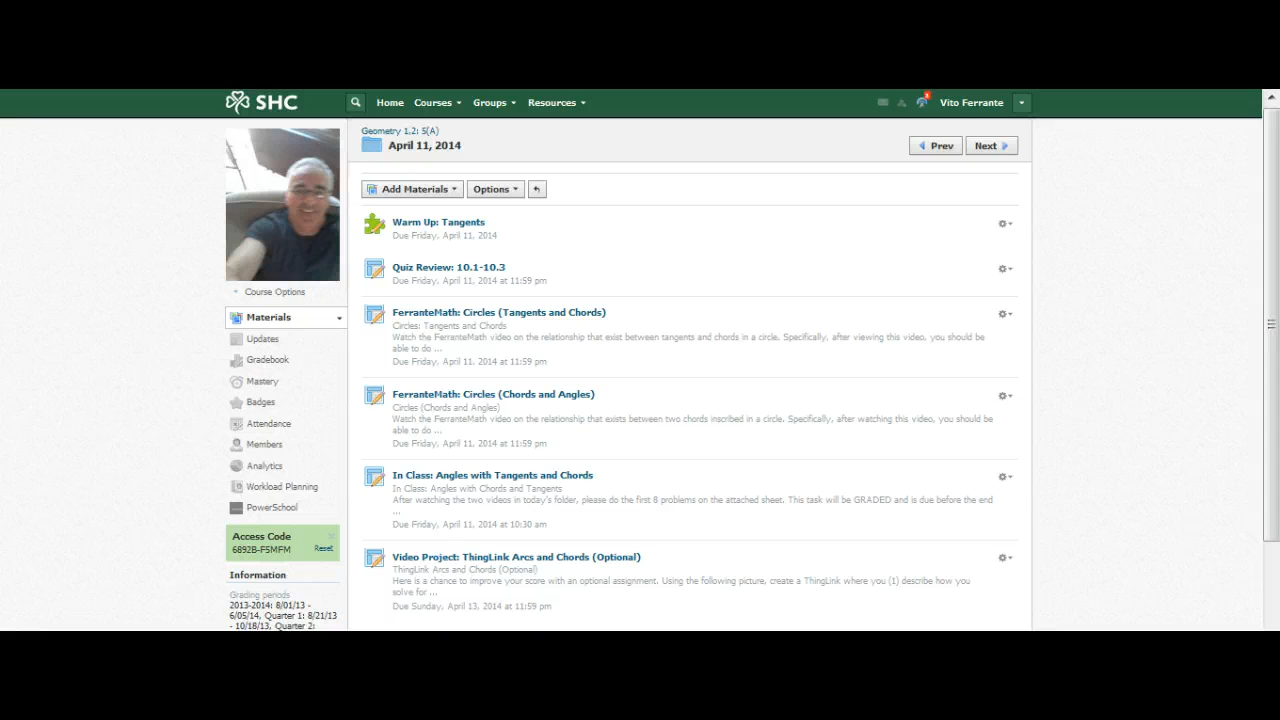 SHC
Home Courses Groups Resources
3
Vito Ferrante
Geometry 1,2: 5(A)
April 11, 2014
Prev Next
Add Materials Options
Warm Up: Tangents
Due Friday, April 11, 2014
Quiz Review: 10.1-10.3
Due Friday, April 11, 2014 at 11:59 pm
FerranteMath: Circles (Tangents and Chords)
Circles: Tangents and Chords
Watch the FerranteMath video on the relationship that exist between tangents and chords in a circle. Specifically, after viewing this video, you should be
able to do ...
Due Friday, April 11, 2014 at 11:59 pm
FerranteMath: Circles (Chords and Angles)
Circles (Chords and Angles)
Watch the FerranteMath video on the relationship that exists between two chords inscribed in a circle. Specifically, after watching this video, you should be
able to do ...
Due Friday, April 11, 2014 at 11:59 pm
In Class: Angles with Tangents and Chords
In Class: Angles with Chords and Tangents
After watching the two videos in today's folder, please do the first 8 problems on the attached sheet. This task will be GRADED and is due before the end
...
Due Friday, April 11, 2014 at 10:30 am
Video Project: ThingLink Arcs and Chords (Optional)
ThingLink Arcs and Chords (Optional)
Here is a chance to improve your score with an optional assignment. Using the following picture, create a ThingLink where you (1) describe how you
solve for ...
Due Sunday, April 13, 2014 at 11:59 pm
Course Options
Materials
Updates
Gradebook
Mastery
Badges
Attendance
Members
Analytics
Workload Planning
PowerSchool
Access Code
6892B-F5MFM Reset
Information
Grading periods
2013-2014: 8/01/13 -
6/05/14, Quarter 1: 8/21/13
- 10/18/13, Quarter 2: